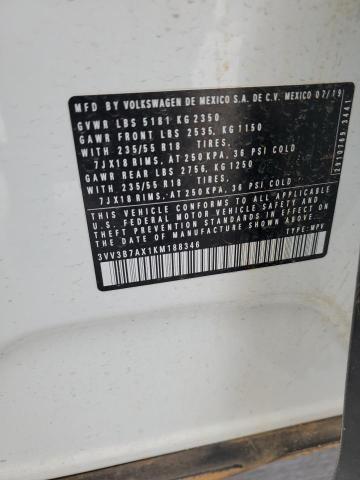 MFD BY VOLKSWAGEN DE MEXICO S.A. DE C.V. MEXICO 07/19
GVWR LBS 5181 KG 2350
GAWR FRONT LBS 2535, KG 1150
WITH 235/55 R18 TIRES.
7JX18 RIMS, AT 250 KPA, 36 PSI COLD
GAWR REAR LBS 2756, KG 1250
WITH 235/55 R18 TIRES.
7JX18 RIMS, AT 250 KPA, 36 PSI COLD
THIS VEHICLE CONFORMS TO ALL APPLICABLE
U.S. FEDERAL MOTOR VEHICLE SAFETY AND
THEFT PREVENTION STANDARDS IN EFFECT ON
THE DATE OF MANUFACTURE SHOWN ABOVE.
3VV3B7AX1KM188346 TYPE: MPV